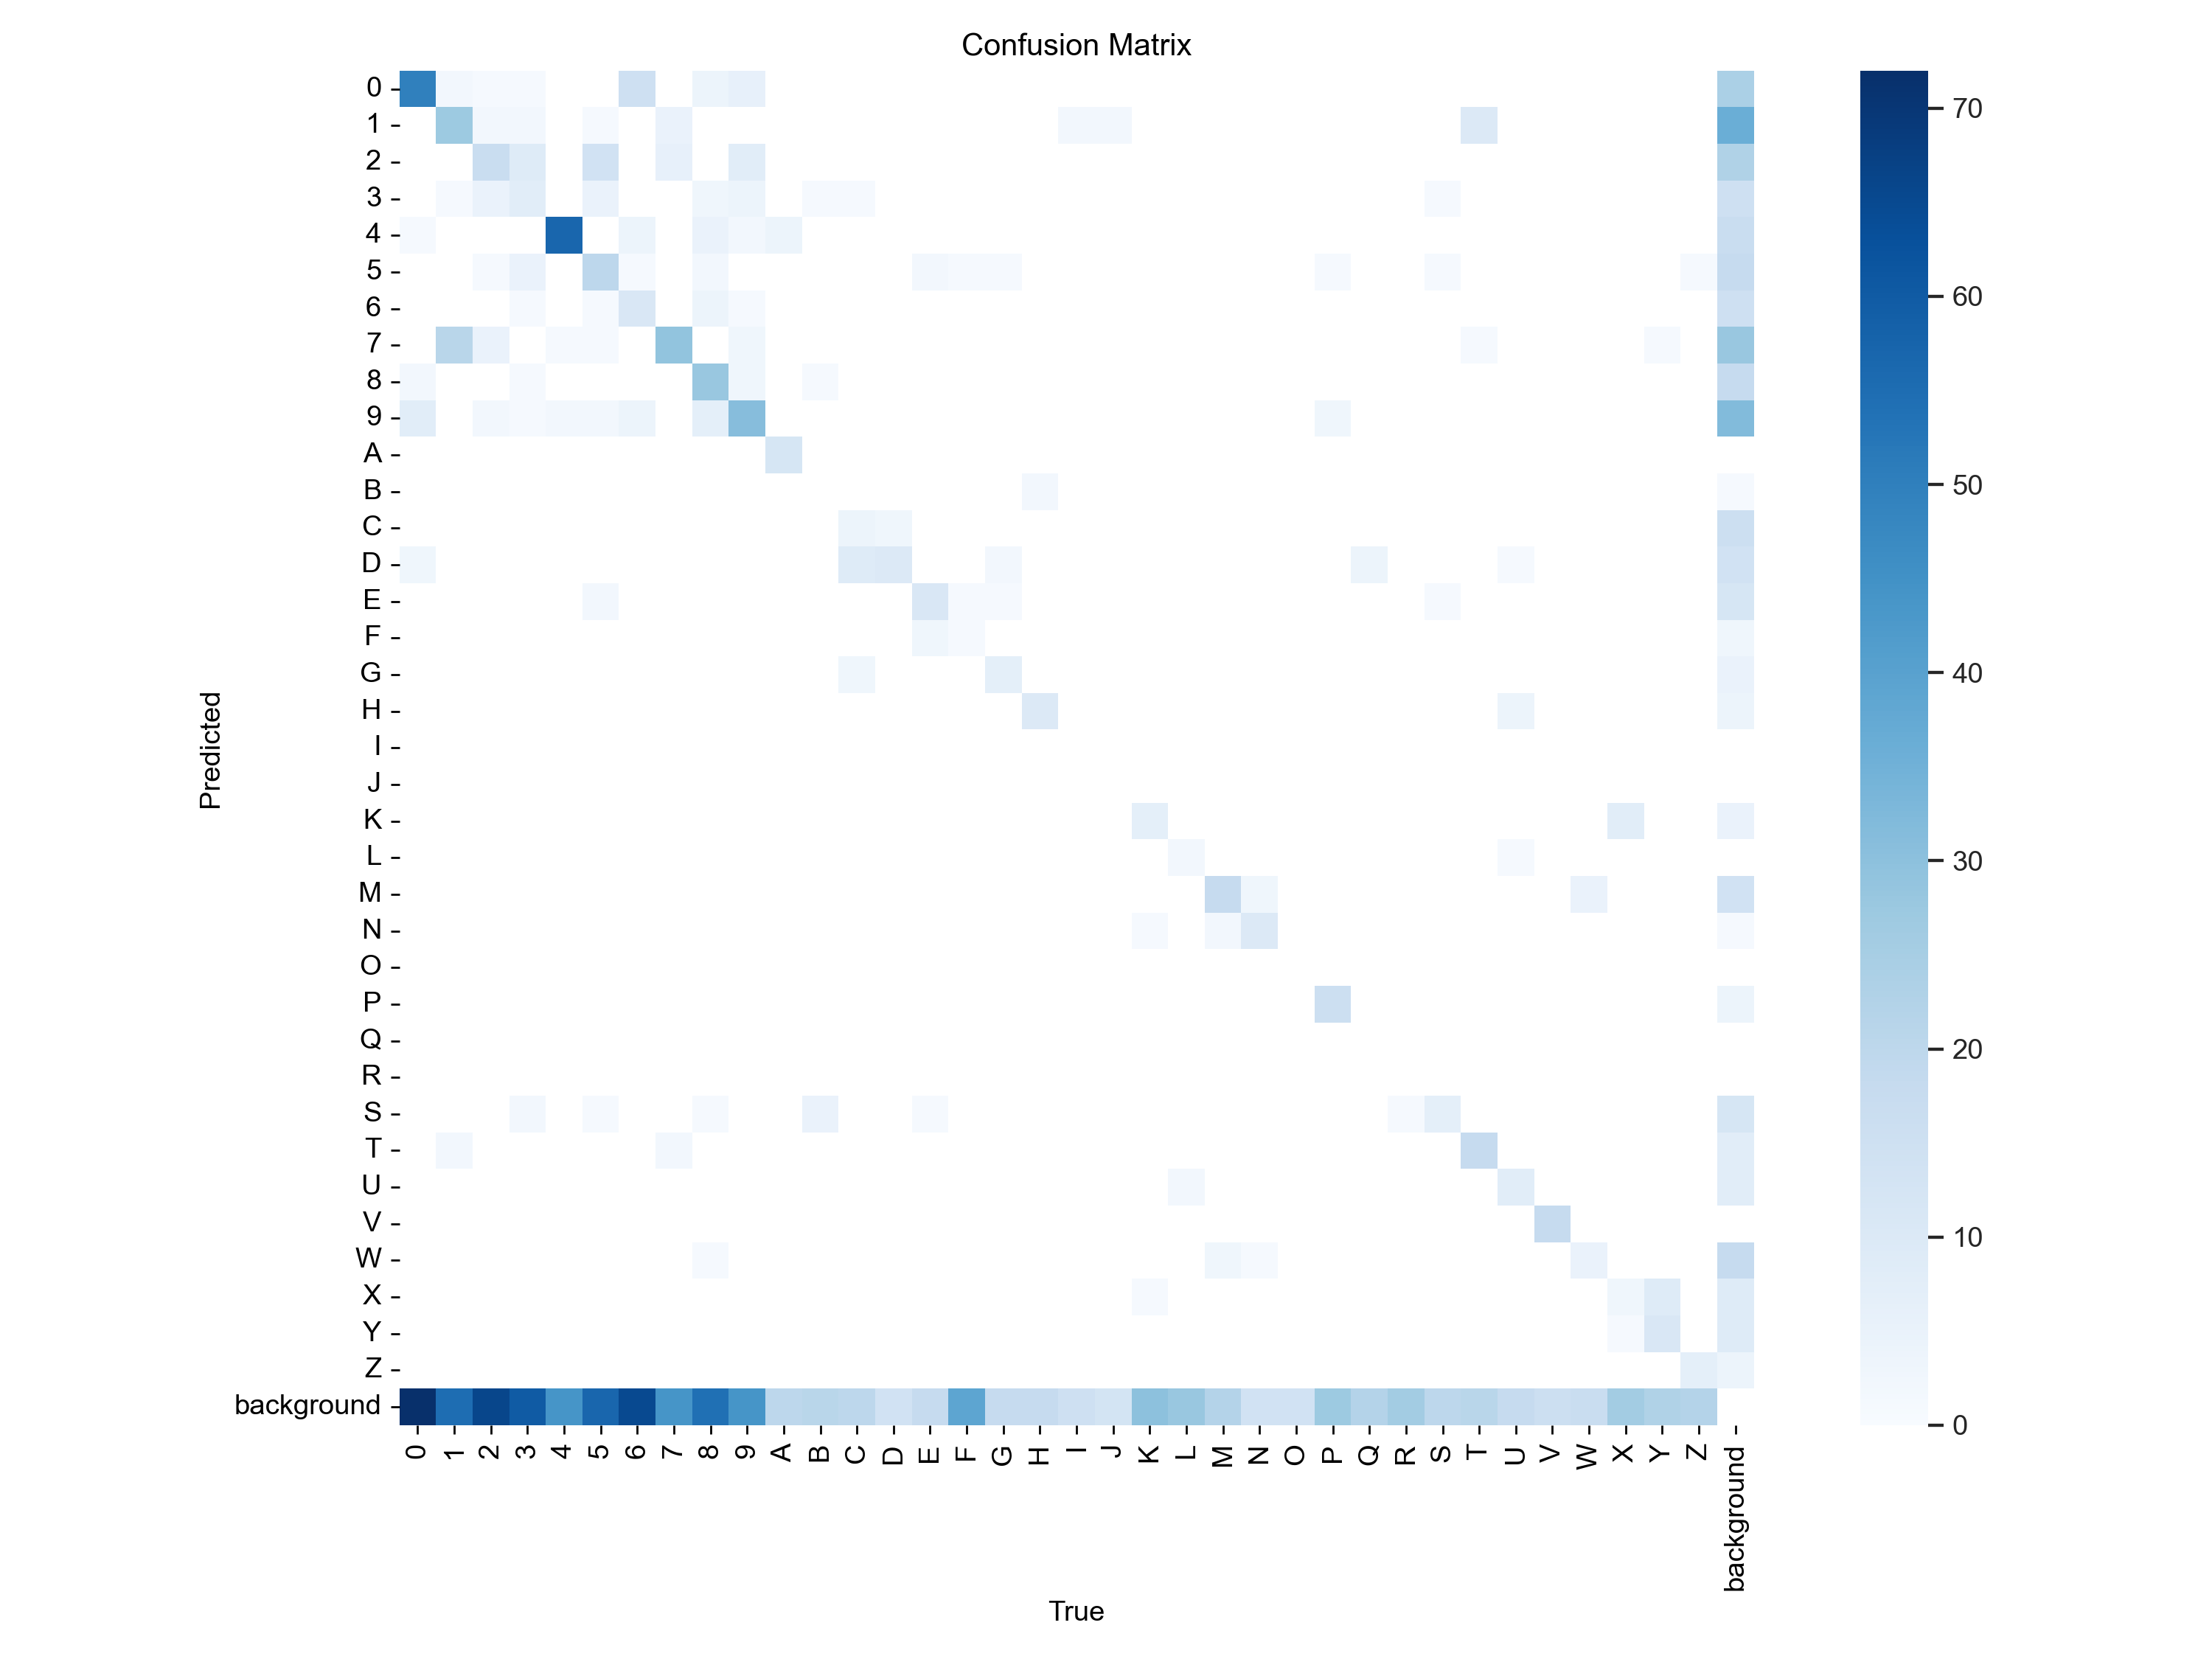 Confusion Matrix
Predicted
0
1
2
3
4
5
6
7
8
9
A
B
C
D
E
F
G
H
I
J
K
L
M
N
O
P
Q
R
S
T
U
V
W
X
Y
Z
background
0 1 2 3 4 5 6 7 8 9 A B C D E F G H I J K L M N O P Q R S T U V W X Y Z background
True
70
60
50
40
30
20
10
0